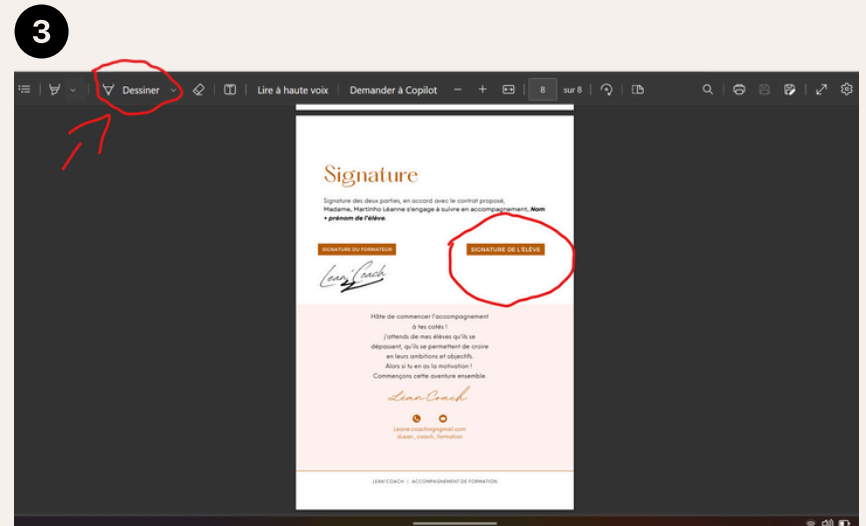 3
Dessiner
Lire à haute voix
Demander à Copilot
8
sur 8
Signature
Signature des deux parties, en accord avec le contrat proposé,
Madame, Martinho Léanne s'engage à suivre en accompagnement, Nom
+ prénom de l'élève.
SIGNATURE DU FORMATEUR
SIGNATURE DE L'ÉLÈVE
Lean Coach
Hâte de commencer l'accompagnement
à tes cotés !
j'attends de mes élèves qu'ils se
dépassent, qu'ils se permettent de croire
en leurs ambitions et objectifs.
Alors si tu en as la motivation !
Commençons cette aventure ensemble.
Léan Coach
Leane.coaching@gmail.com
@Lean_coach_formation
LEAN COACH | ACCOMPAGNEMENT DE FORMATION